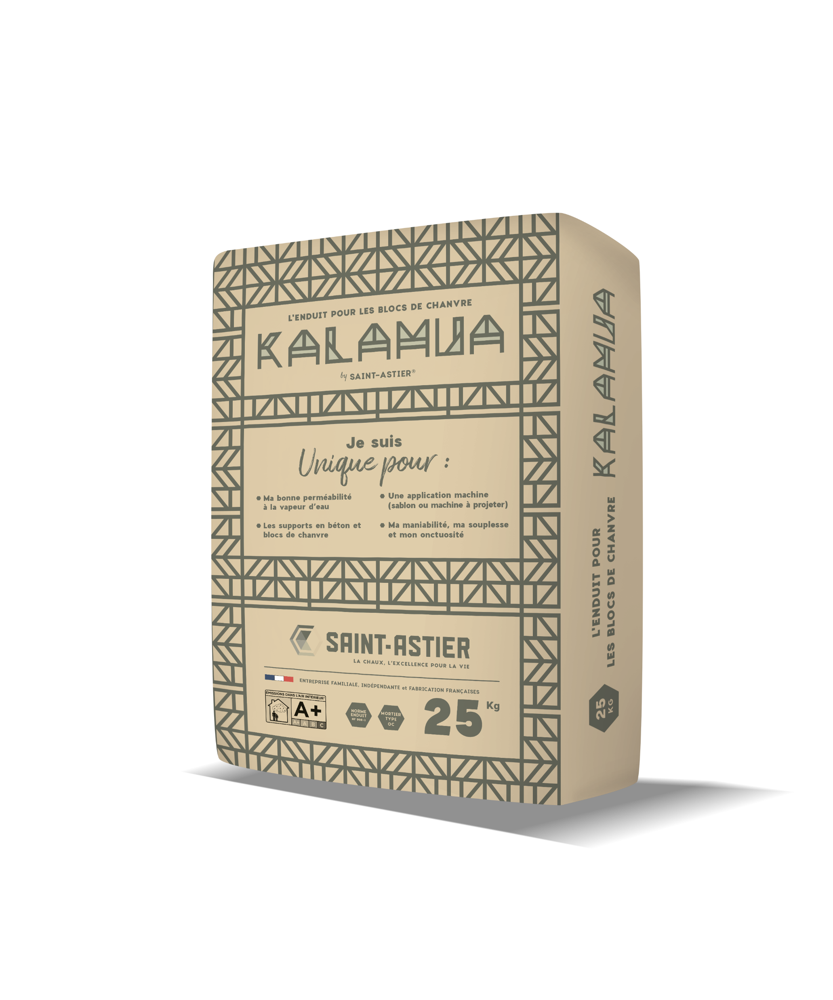 L'ENDUIT POUR LES BLOCS DE CHANVRE
KALAMUA
by SAINT-ASTIER®
Je suis
Unique pour :
• Ma bonne perméabilité
à la vapeur d'eau
• Les supports en béton et
blocs de chanvre
• Une application machine
(sablon ou machine à projeter)
• Ma maniabilité, ma souplesse
et mon onctuosité
SAINT-ASTIER
LA CHAUX, L'EXCELLENCE POUR LA VIE
ENTREPRISE FAMILIALE, INDÉPENDANTE et FABRICATION FRANÇAISES
ÉMISSIONS DANS L'AIR INTÉRIEUR*
A+
A+ A B C
NORME
ENDUIT
NF 998-1
MORTIER
TYPE
OC
25 Kg
KALAMUA
L'ENDUIT POUR
LES BLOCS DE CHANVRE
25
KG